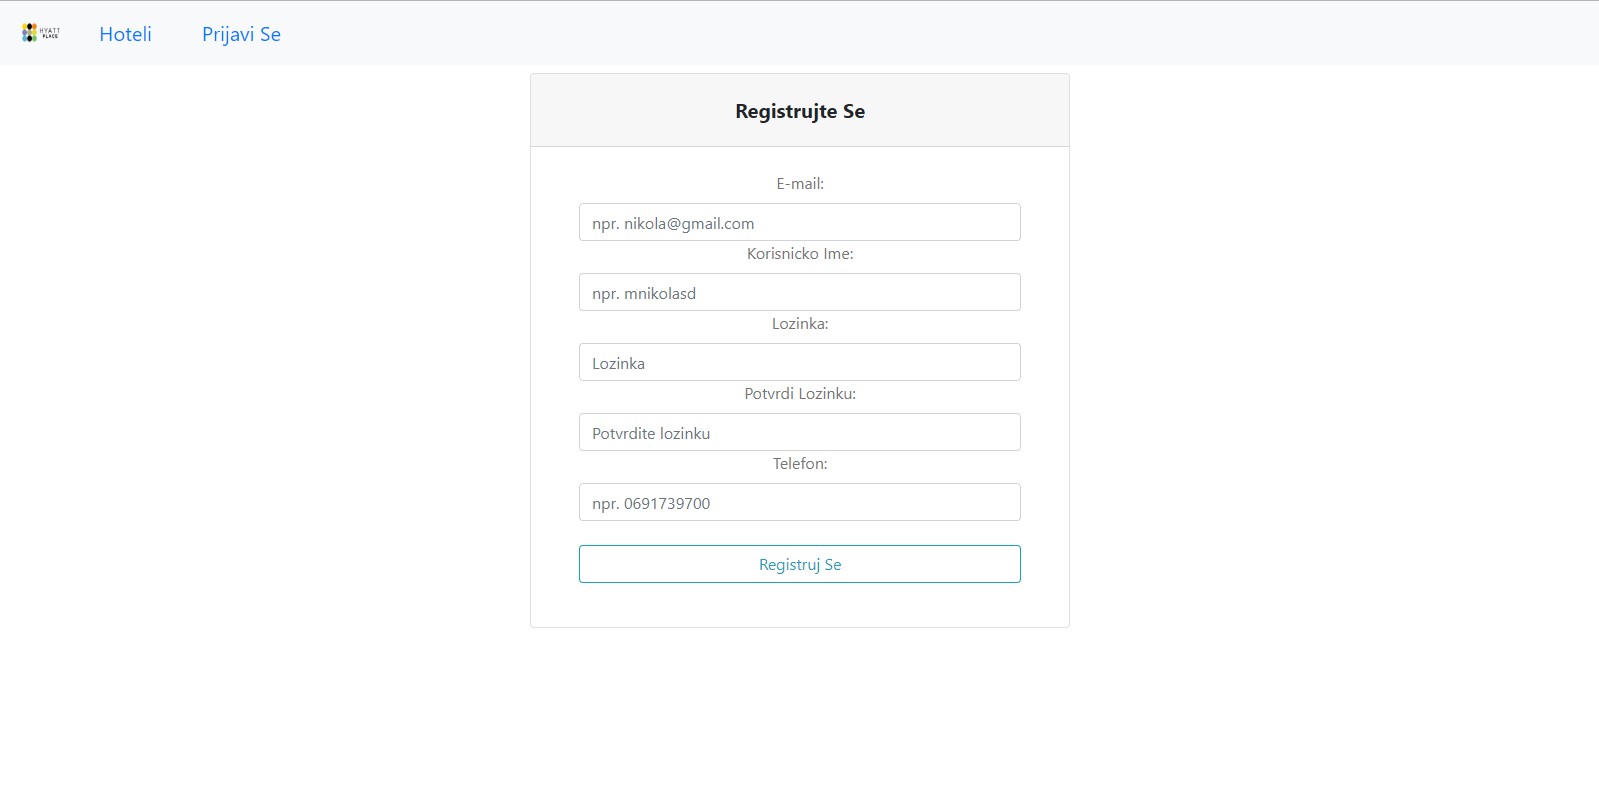 HYATT
PLACE
Hoteli
Prijavi Se
Registrujte Se
E-mail:
npr. nikola@gmail.com
Korisnicko Ime:
npr. mnikolasd
Lozinka:
Lozinka
Potvrdi Lozinku:
Potvrdite lozinku
Telefon:
npr. 0691739700
Registruj Se